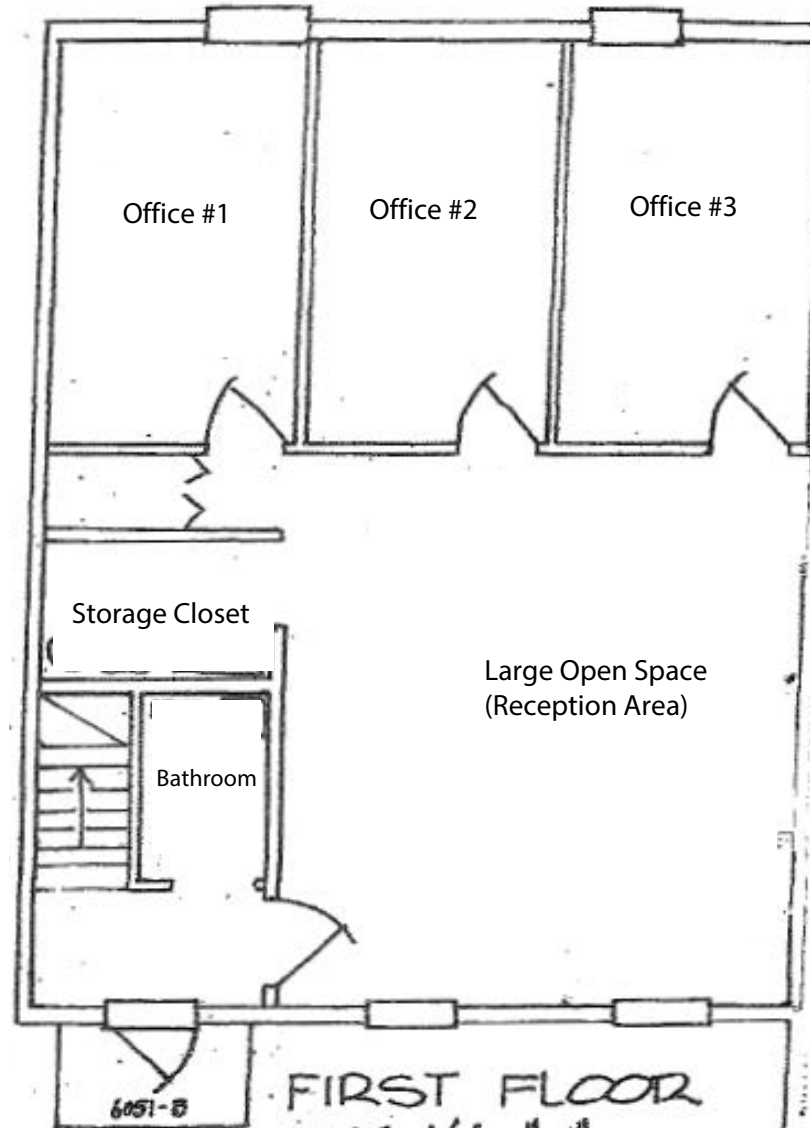 Office #1
Office #2
Office #3
Storage Closet
Large Open Space
(Reception Area)
Bathroom
6051-B
FIRST FLOOR